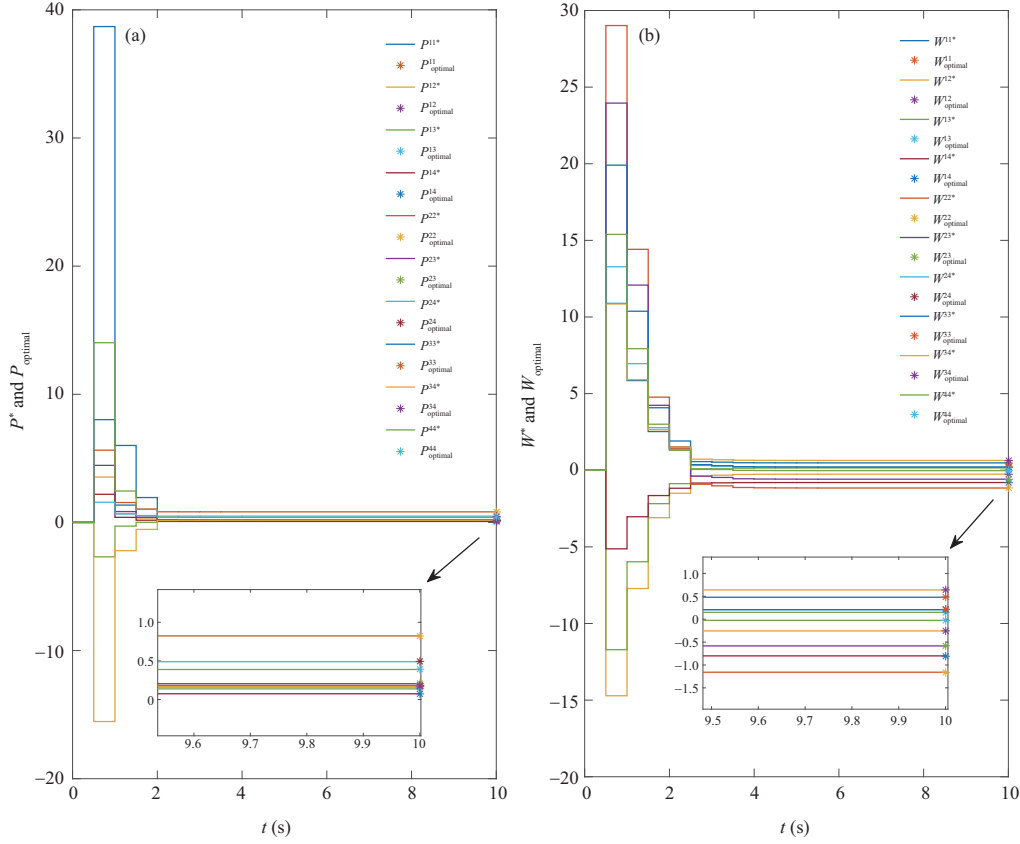 (a)
40
30
20
10
0
−10
−20
0
2
4
6
8
10
t (s)
P* and P_optimal
P^11*
P^11_optimal
P^12*
P^12_optimal
P^13*
P^13_optimal
P^14*
P^14_optimal
P^22*
P^22_optimal
P^23*
P^23_optimal
P^24*
P^24_optimal
P^33*
P^33_optimal
P^34*
P^34_optimal
P^44*
P^44_optimal
1.0
0.5
0
9.6
9.7
9.8
9.9
10
(b)
30
25
20
15
10
5
0
−5
−10
−15
−20
0
2
4
6
8
10
t (s)
W* and W_optimal
W^11*
W^11_optimal
W^12*
W^12_optimal
W^13*
W^13_optimal
W^14*
W^14_optimal
W^22*
W^22_optimal
W^23*
W^23_optimal
W^24*
W^24_optimal
W^33*
W^33_optimal
W^34*
W^34_optimal
W^44*
W^44_optimal
1.0
0.5
0
−0.5
−1.0
−1.5
9.5
9.6
9.7
9.8
9.9
10